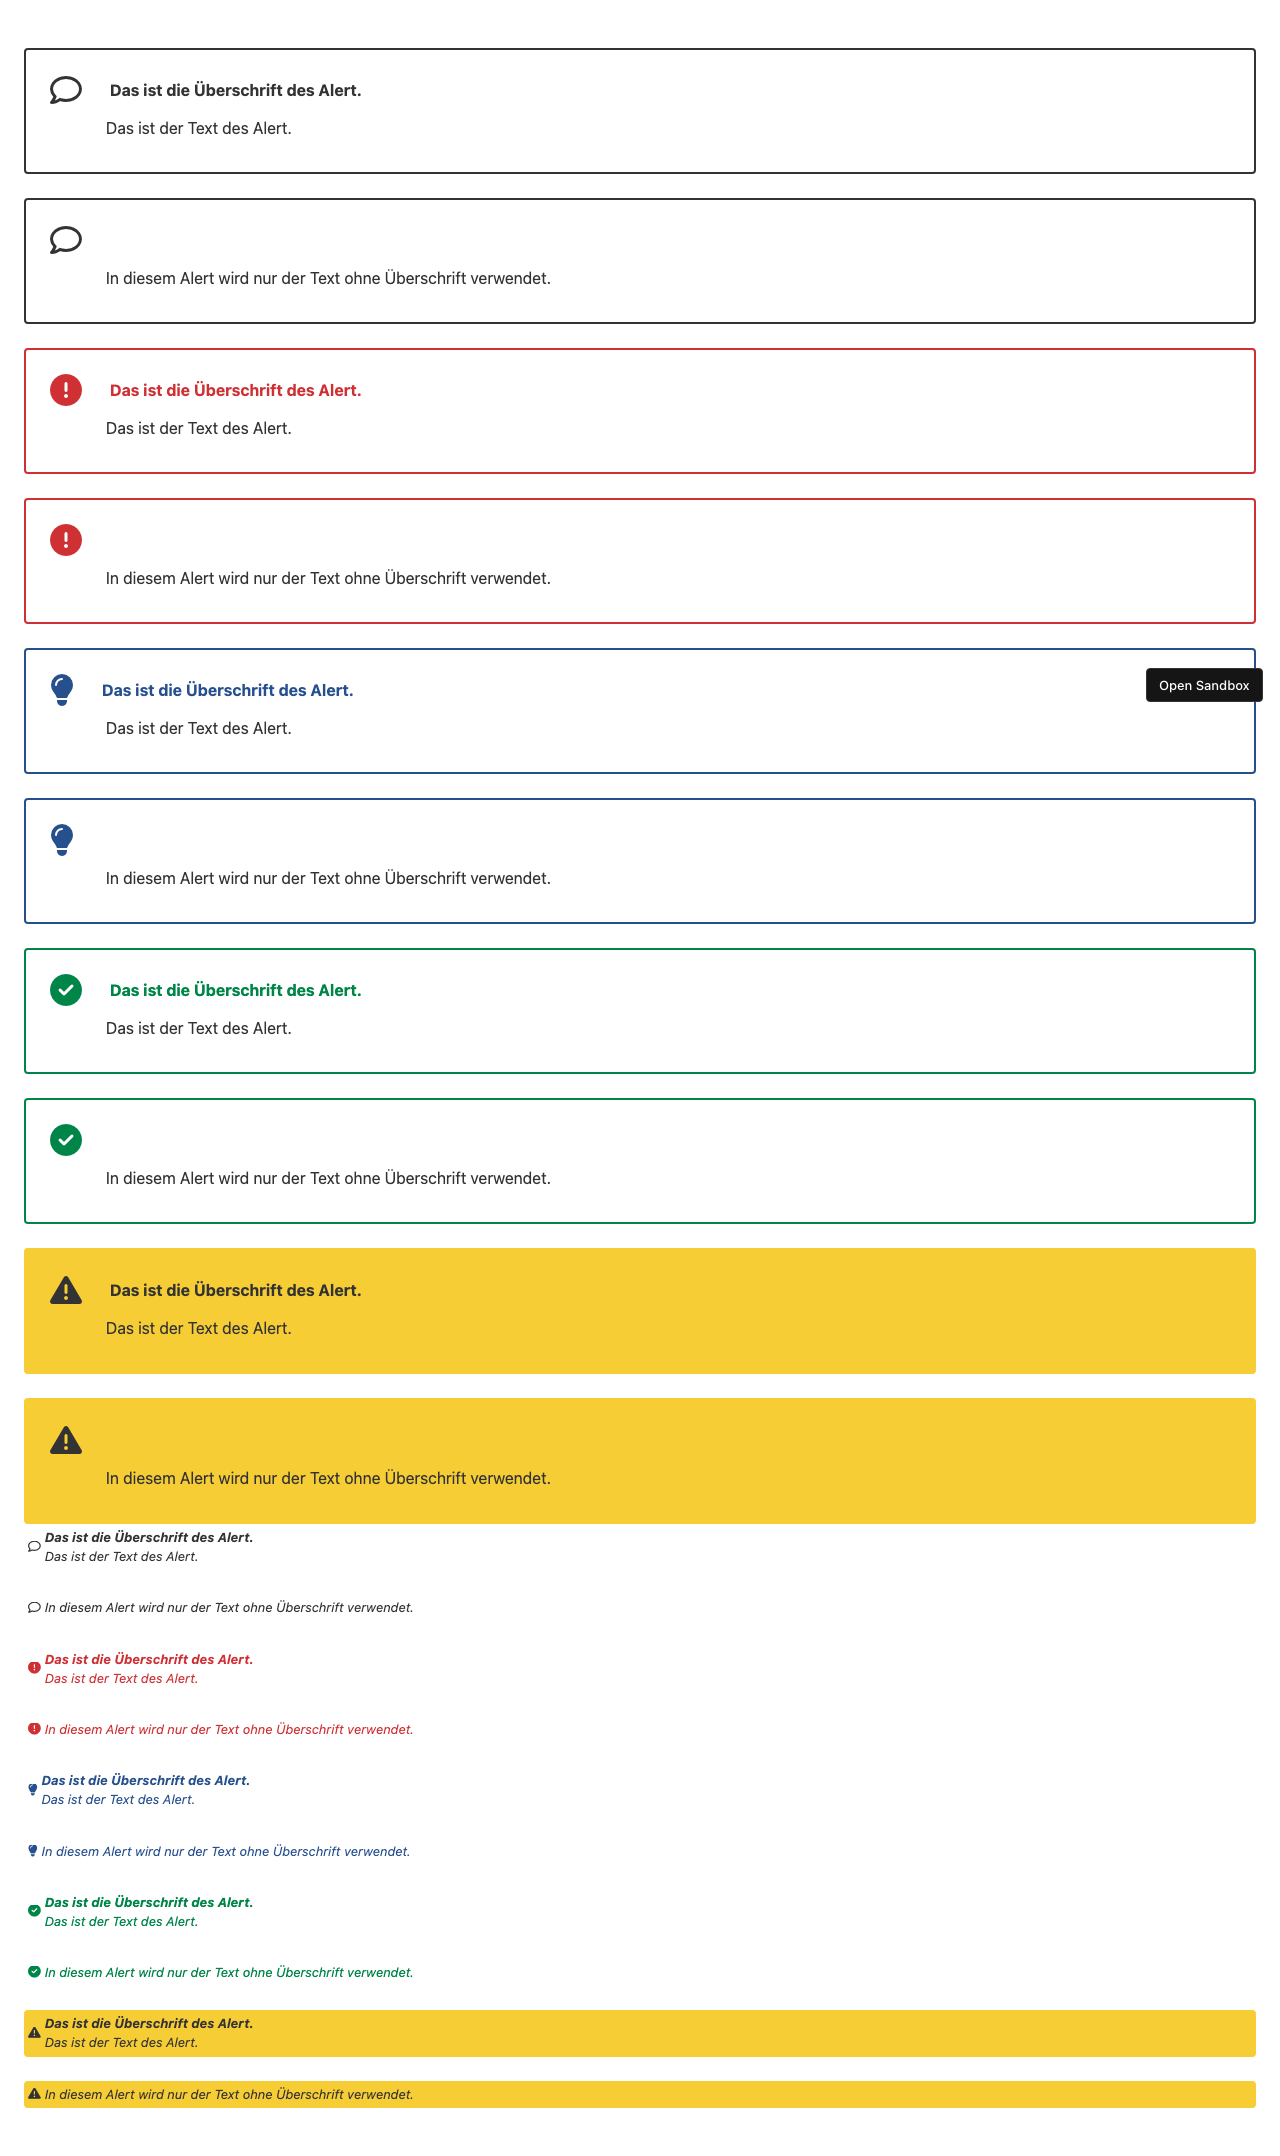 Das ist die Überschrift des Alert.
Das ist der Text des Alert.
In diesem Alert wird nur der Text ohne Überschrift verwendet.
Das ist die Überschrift des Alert.
Das ist der Text des Alert.
In diesem Alert wird nur der Text ohne Überschrift verwendet.
Das ist die Überschrift des Alert.
Open Sandbox
Das ist der Text des Alert.
In diesem Alert wird nur der Text ohne Überschrift verwendet.
Das ist die Überschrift des Alert.
Das ist der Text des Alert.
In diesem Alert wird nur der Text ohne Überschrift verwendet.
Das ist die Überschrift des Alert.
Das ist der Text des Alert.
In diesem Alert wird nur der Text ohne Überschrift verwendet.
Das ist die Überschrift des Alert.
Das ist der Text des Alert.
In diesem Alert wird nur der Text ohne Überschrift verwendet.
Das ist die Überschrift des Alert.
Das ist der Text des Alert.
In diesem Alert wird nur der Text ohne Überschrift verwendet.
Das ist die Überschrift des Alert.
Das ist der Text des Alert.
In diesem Alert wird nur der Text ohne Überschrift verwendet.
Das ist die Überschrift des Alert.
Das ist der Text des Alert.
In diesem Alert wird nur der Text ohne Überschrift verwendet.
Das ist die Überschrift des Alert.
Das ist der Text des Alert.
In diesem Alert wird nur der Text ohne Überschrift verwendet.